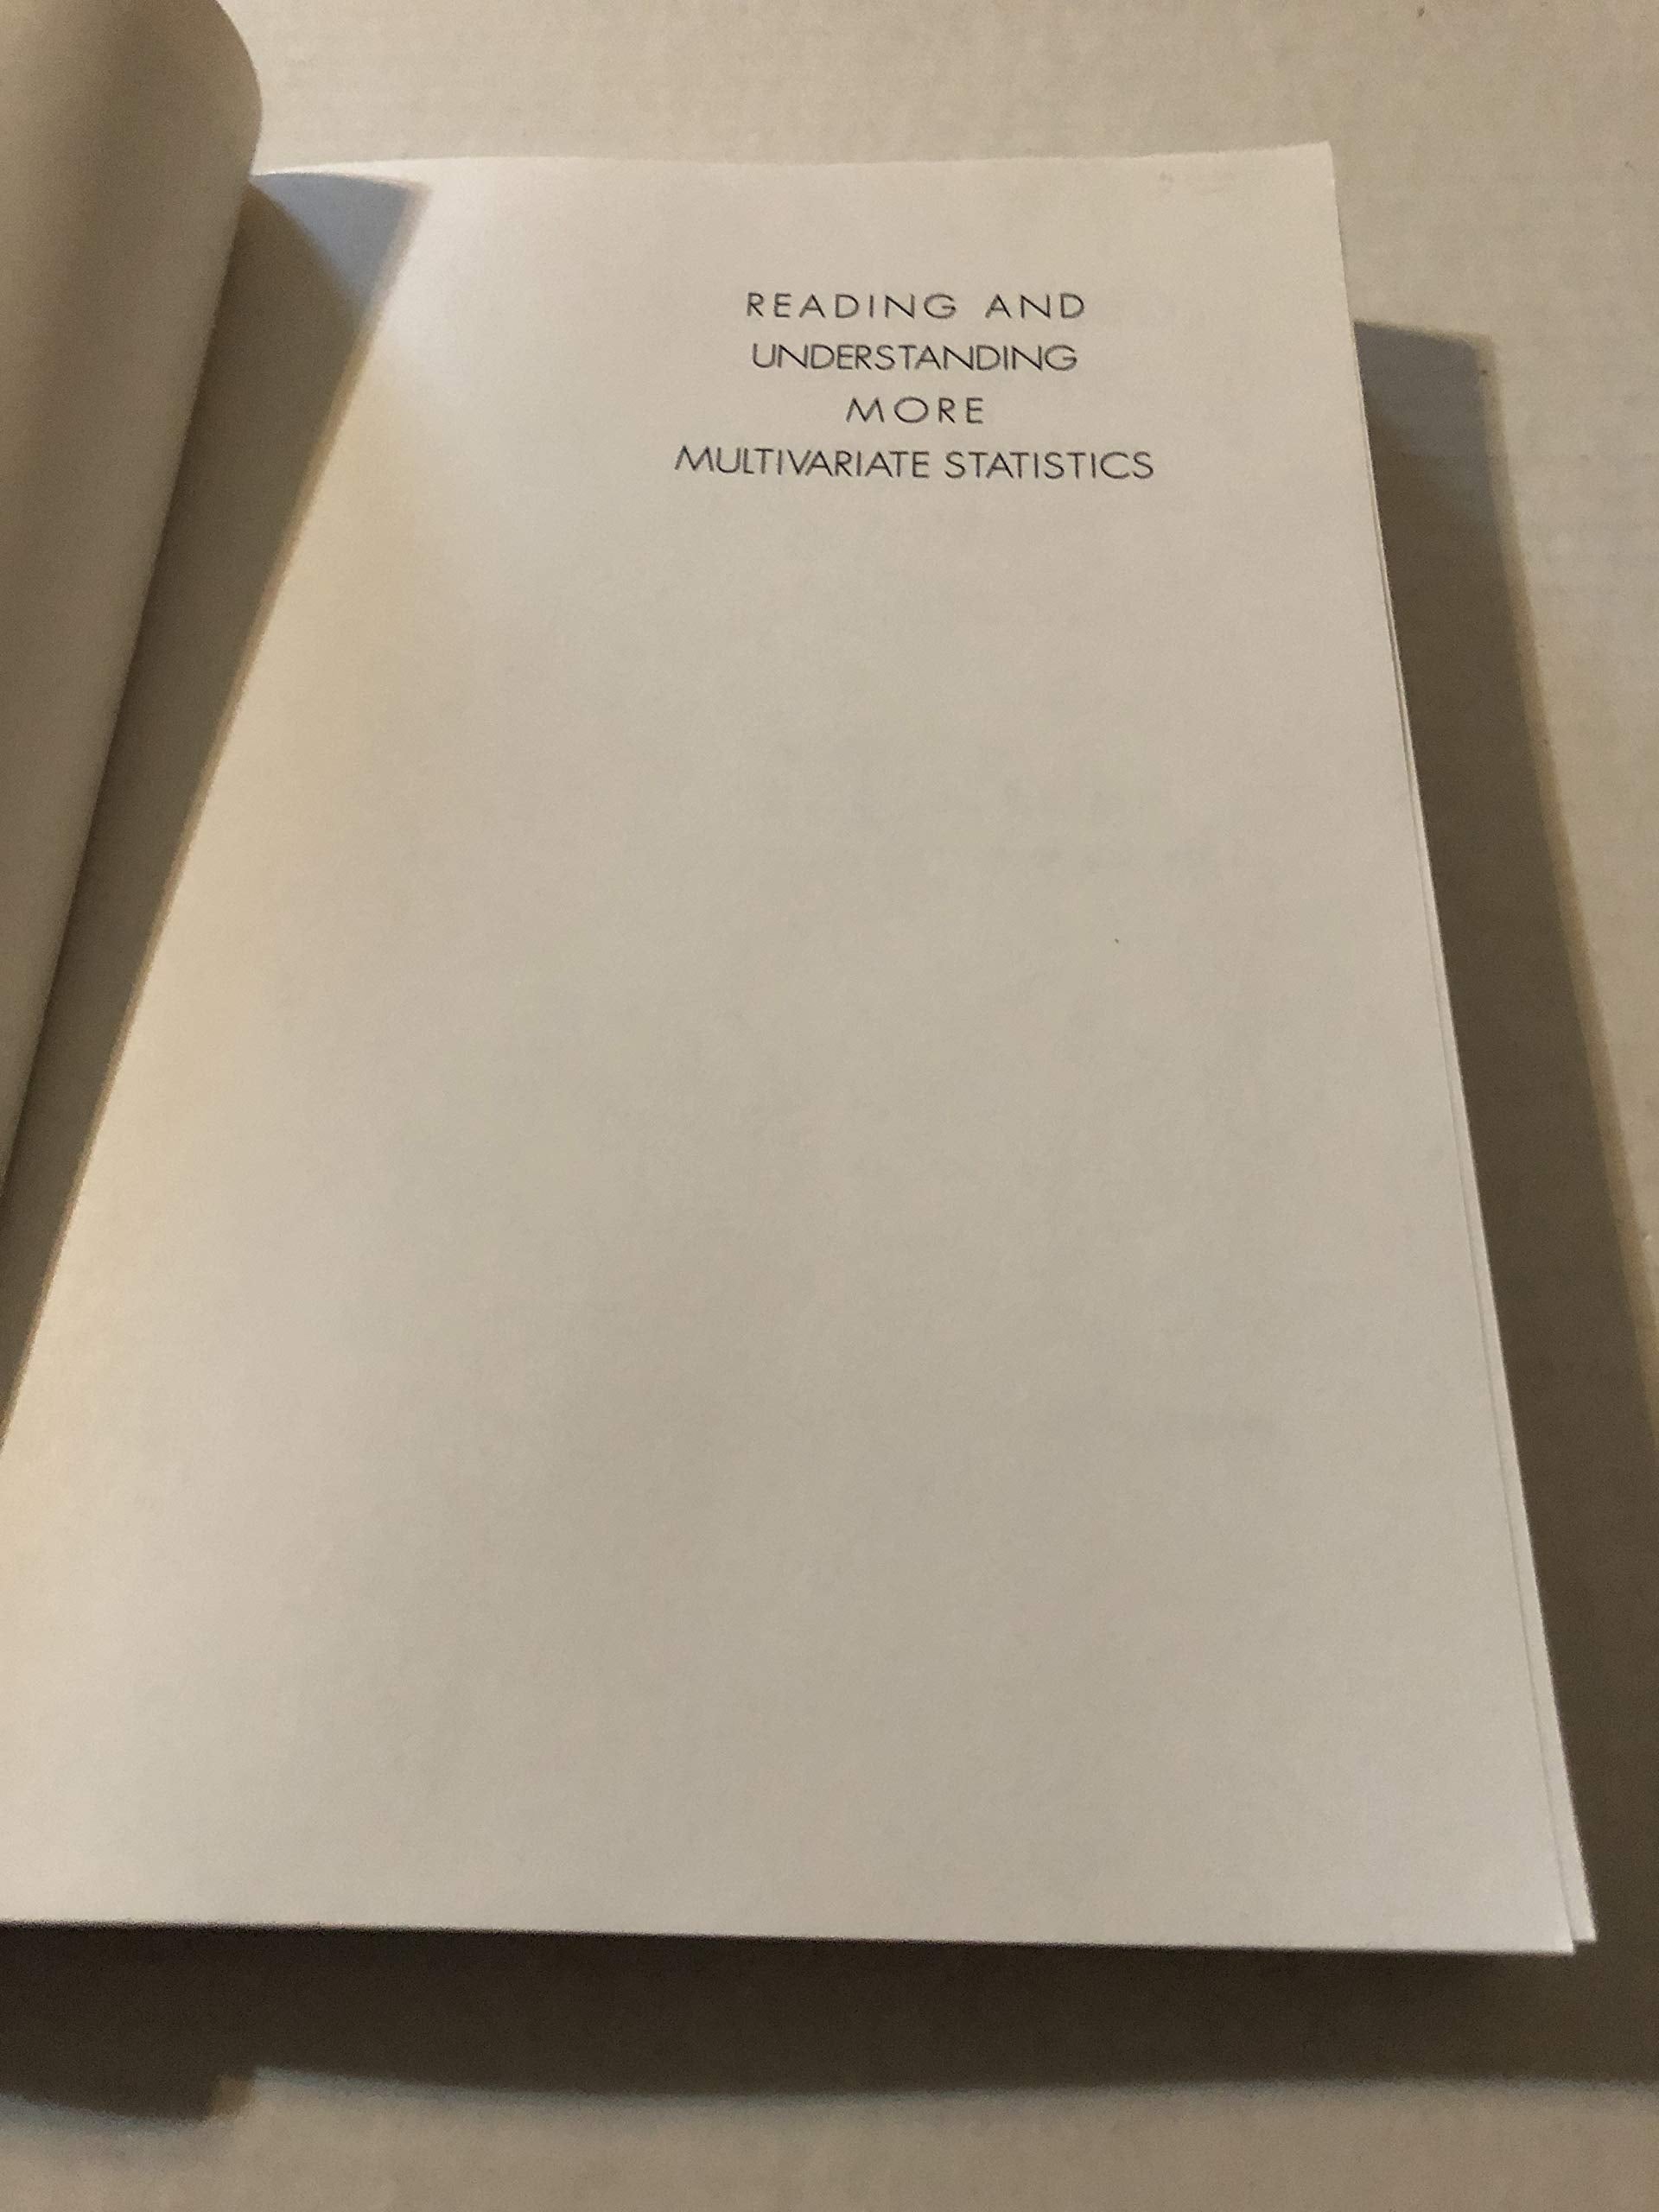 READING AND
UNDERSTANDING
MORE
MULTIVARIATE STATISTICS